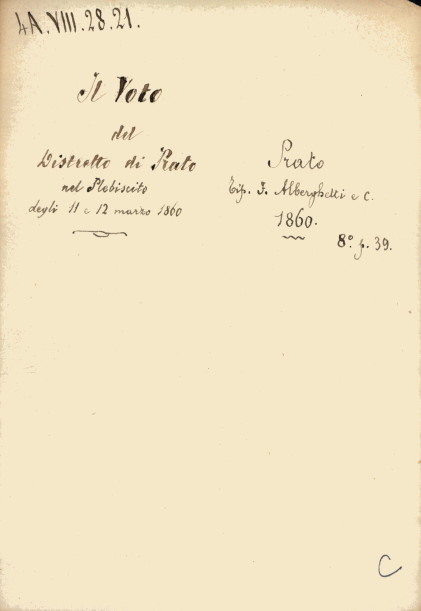 4A.VIII.28.21.
Il Voto
del
Distretto di Prato
nel Plebiscito
degli 11 e 12 marzo 1860
Prato
Tip. F. Alberghetti e C.
1860.
8º. p. 39.
C